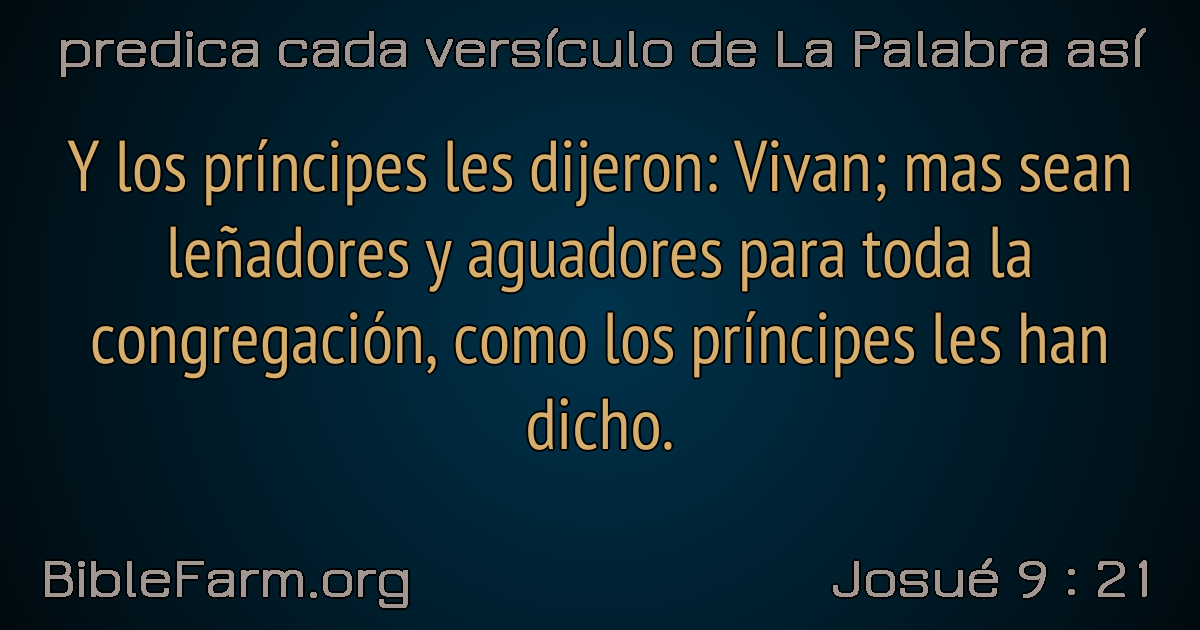 predica cada versículo de La Palabra así
Y los príncipes les dijeron: Vivan; mas sean
leñadores y aguadores para toda la
congregación, como los príncipes les han
dicho.
BibleFarm.org
Josué 9 : 21